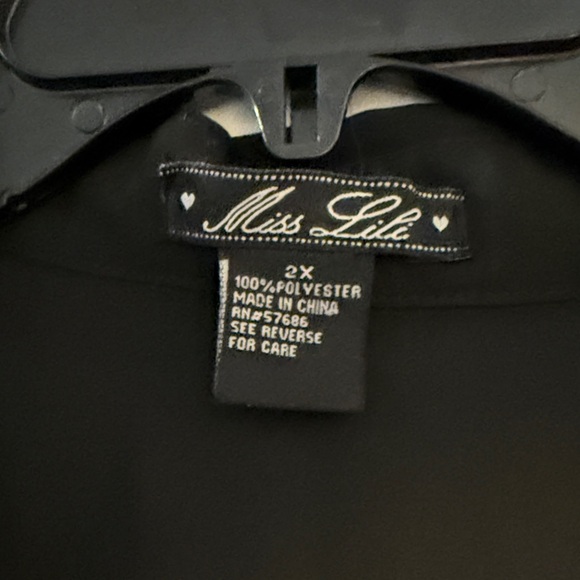 Miss Lili
2X
100%POLYESTER
MADE IN CHINA
RN#57686
SEE REVERSE
FOR CARE